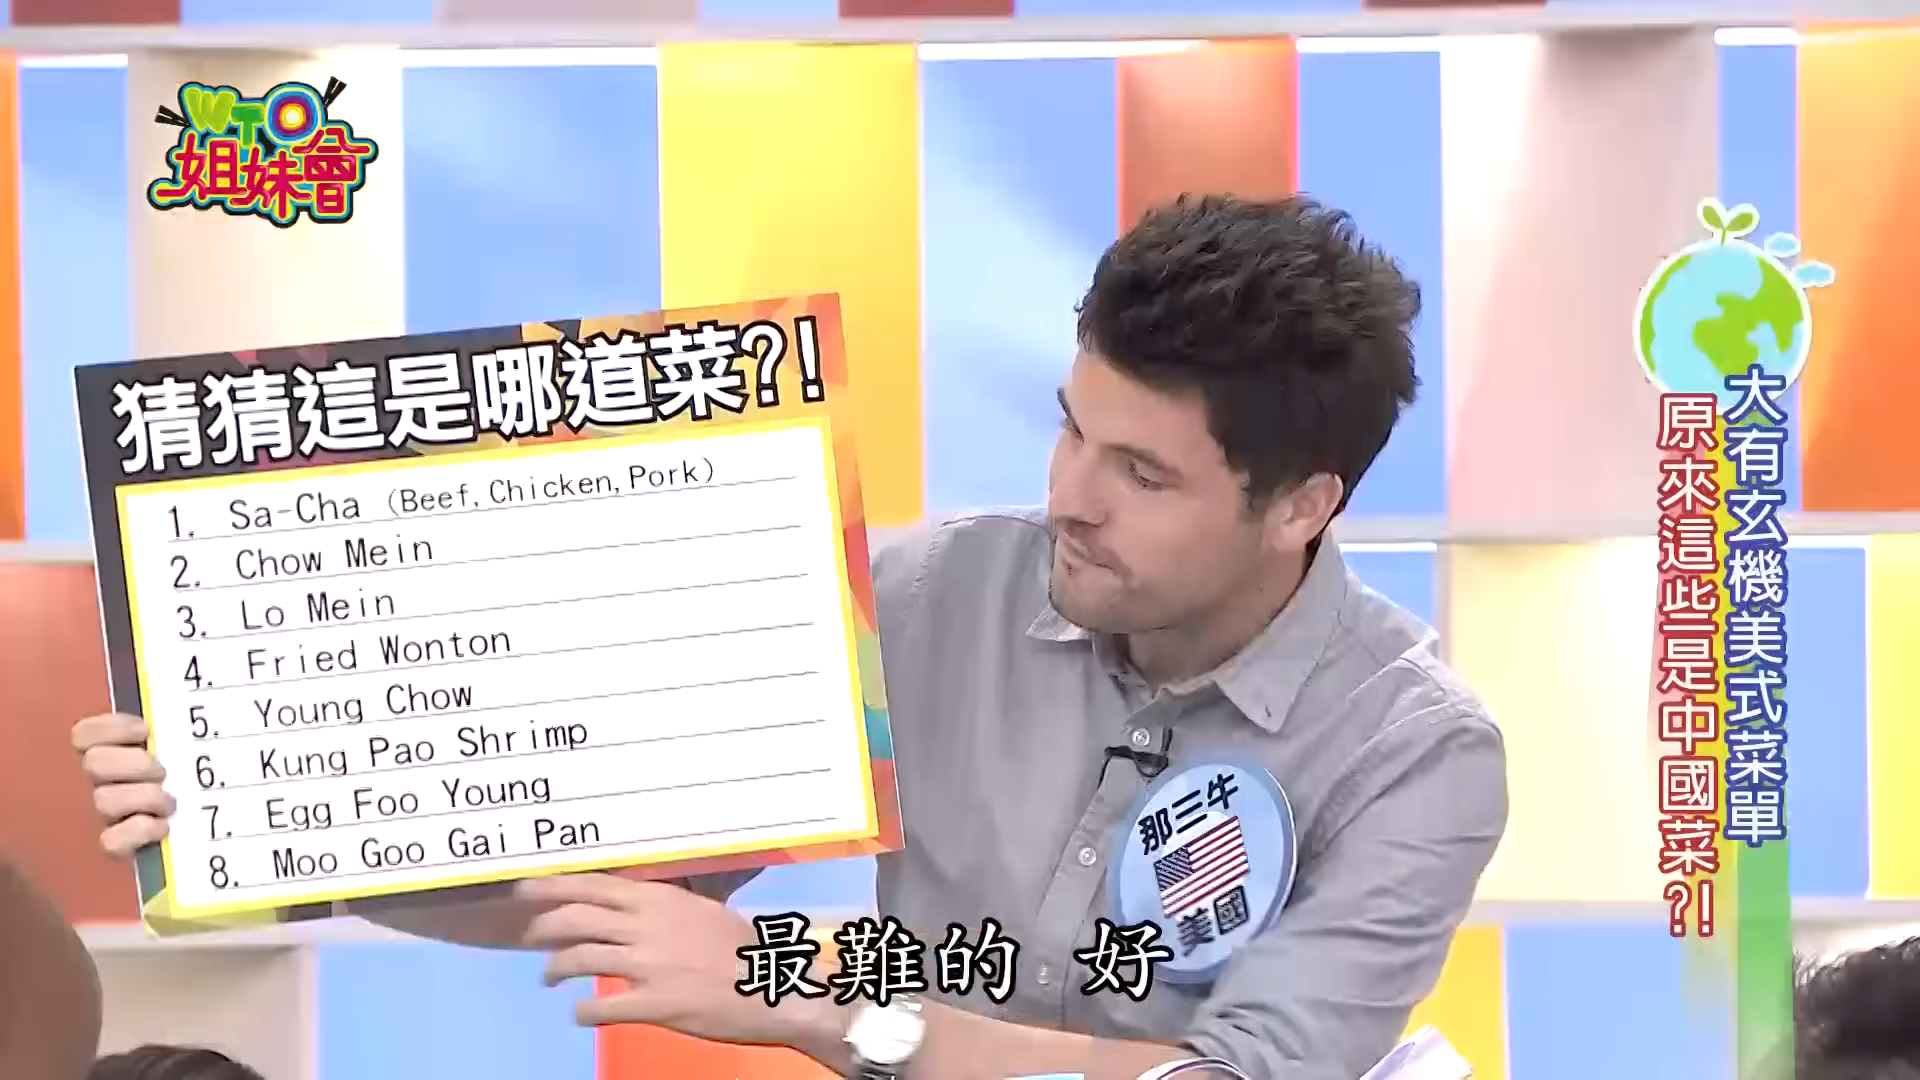 WTO
姐妹會
猜猜這是哪道菜?!
1. Sa-Cha (Beef,Chicken,Pork)
2. Chow Mein
3. Lo Mein
4. Fried Wonton
5. Young Chow
6. Kung Pao Shrimp
7. Egg Foo Young
8. Moo Goo Gai Pan
大有玄機美式菜單
原來這些是中國菜?!
那三牛
美國
最難的 好